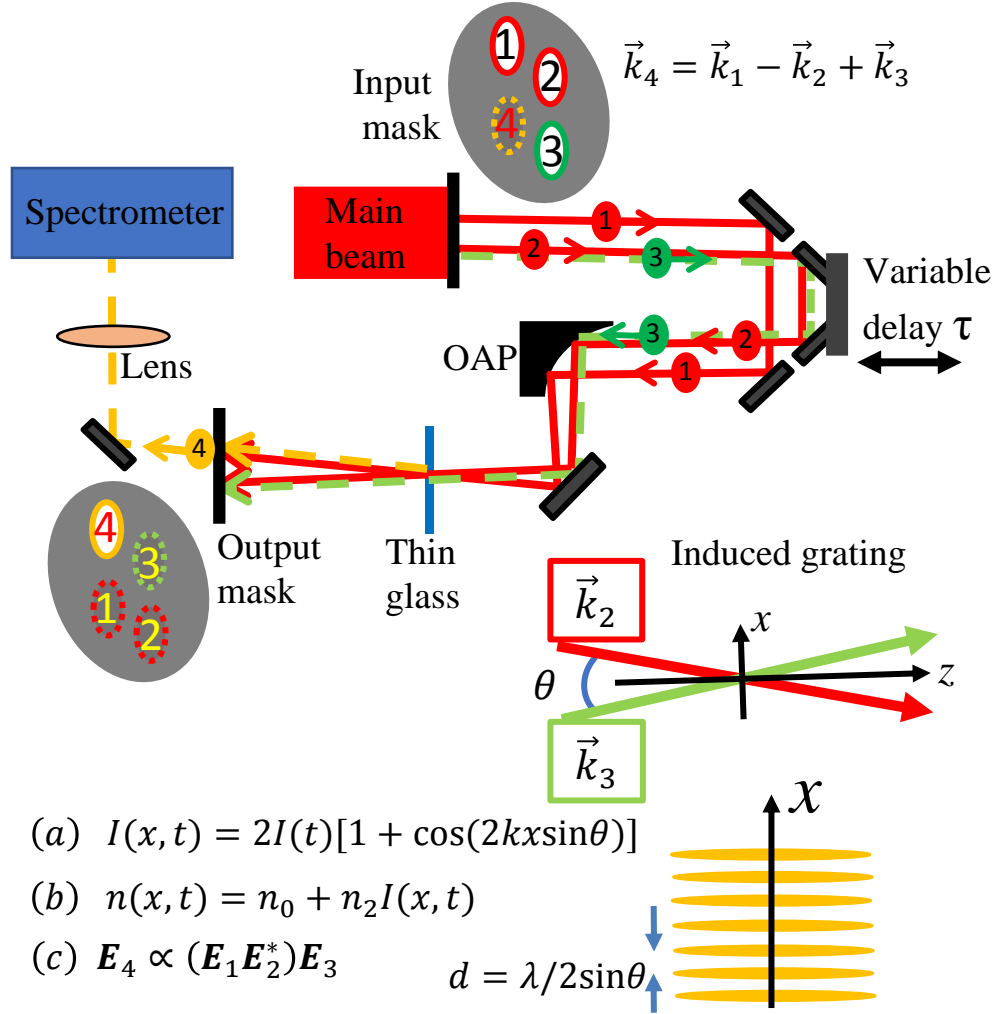 1
2
4
3
Input
mask
k⃗₄ = k⃗₁ − k⃗₂ + k⃗₃
Spectrometer
Main
beam
1
2
3
Variable
delay τ
3
2
1
OAP
Lens
4
4
3
1
2
Output
mask
Thin
glass
Induced grating
k⃗₂
x
z
θ
k⃗₃
x
(a) I(x, t) = 2I(t)[1 + cos(2kxsinθ)]
(b) n(x, t) = n₀ + n₂I(x, t)
(c) E₄ ∝ (E₁E₂*)E₃
d = λ/2sinθ